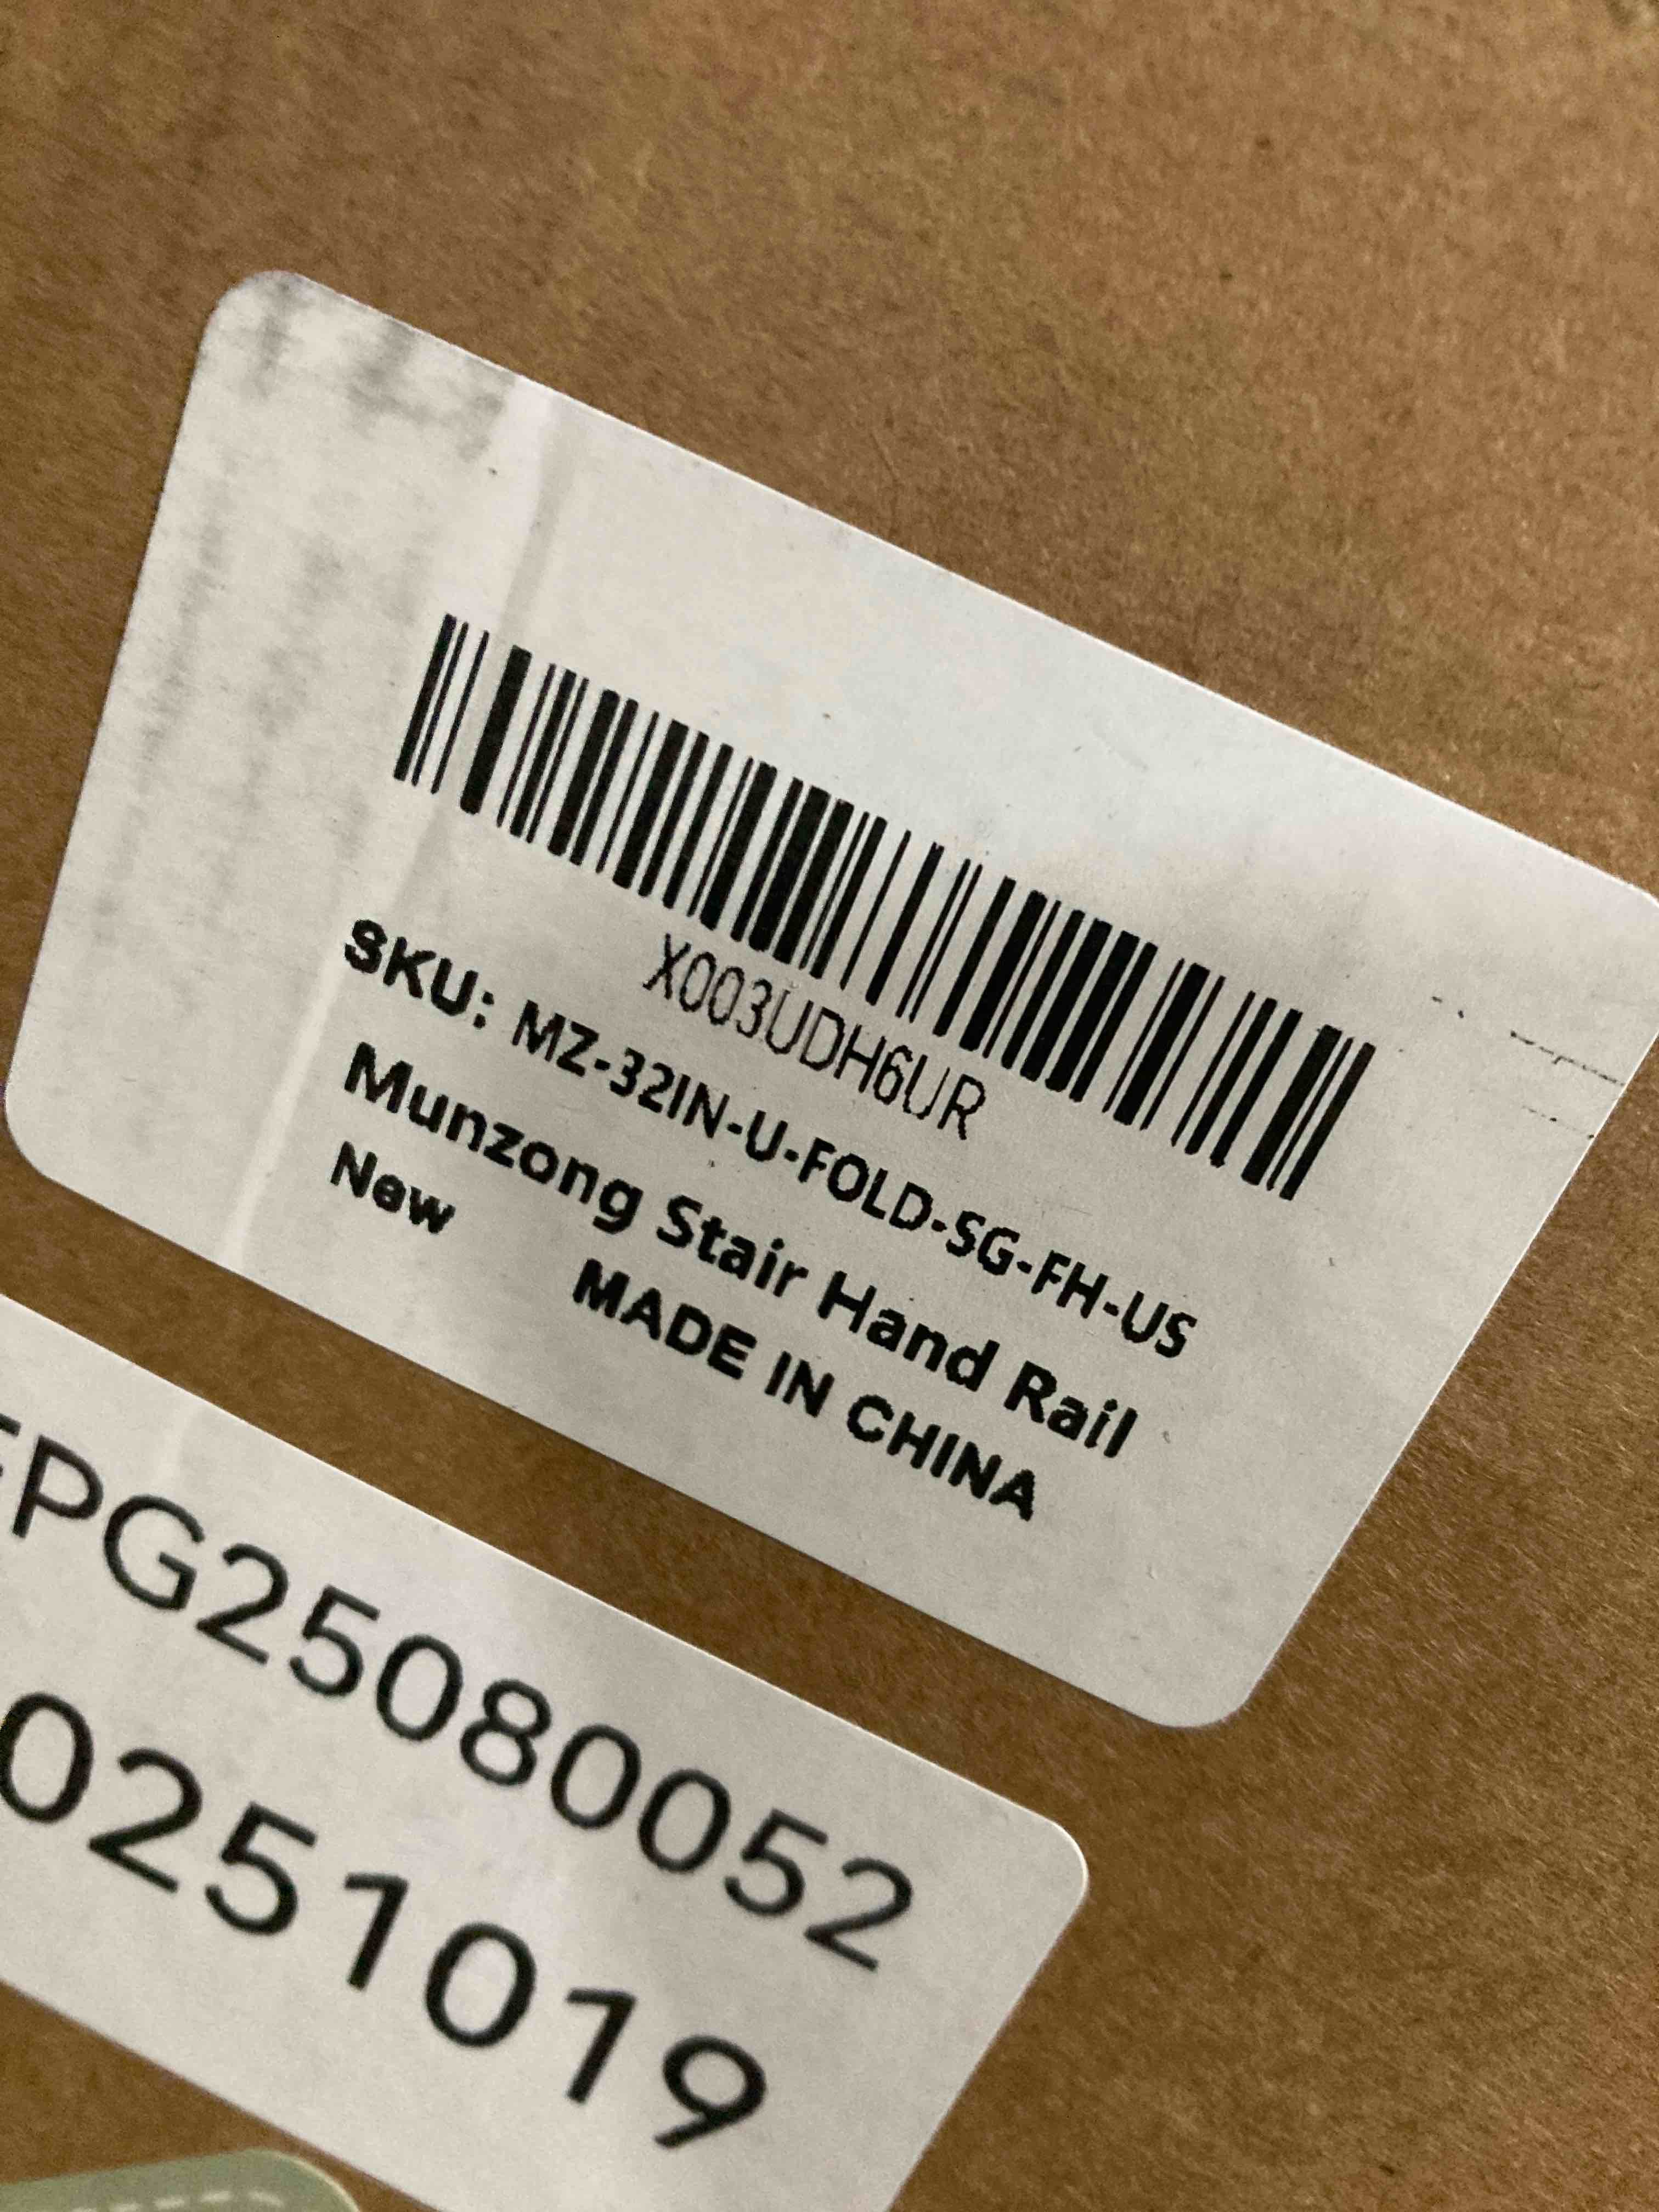 X003UDH6UR
SKU: MZ-32IN-U-FOLD-SG-FH-US
Munzong Stair Hand Rail
New
MADE IN CHINA
PG25080052
0251019